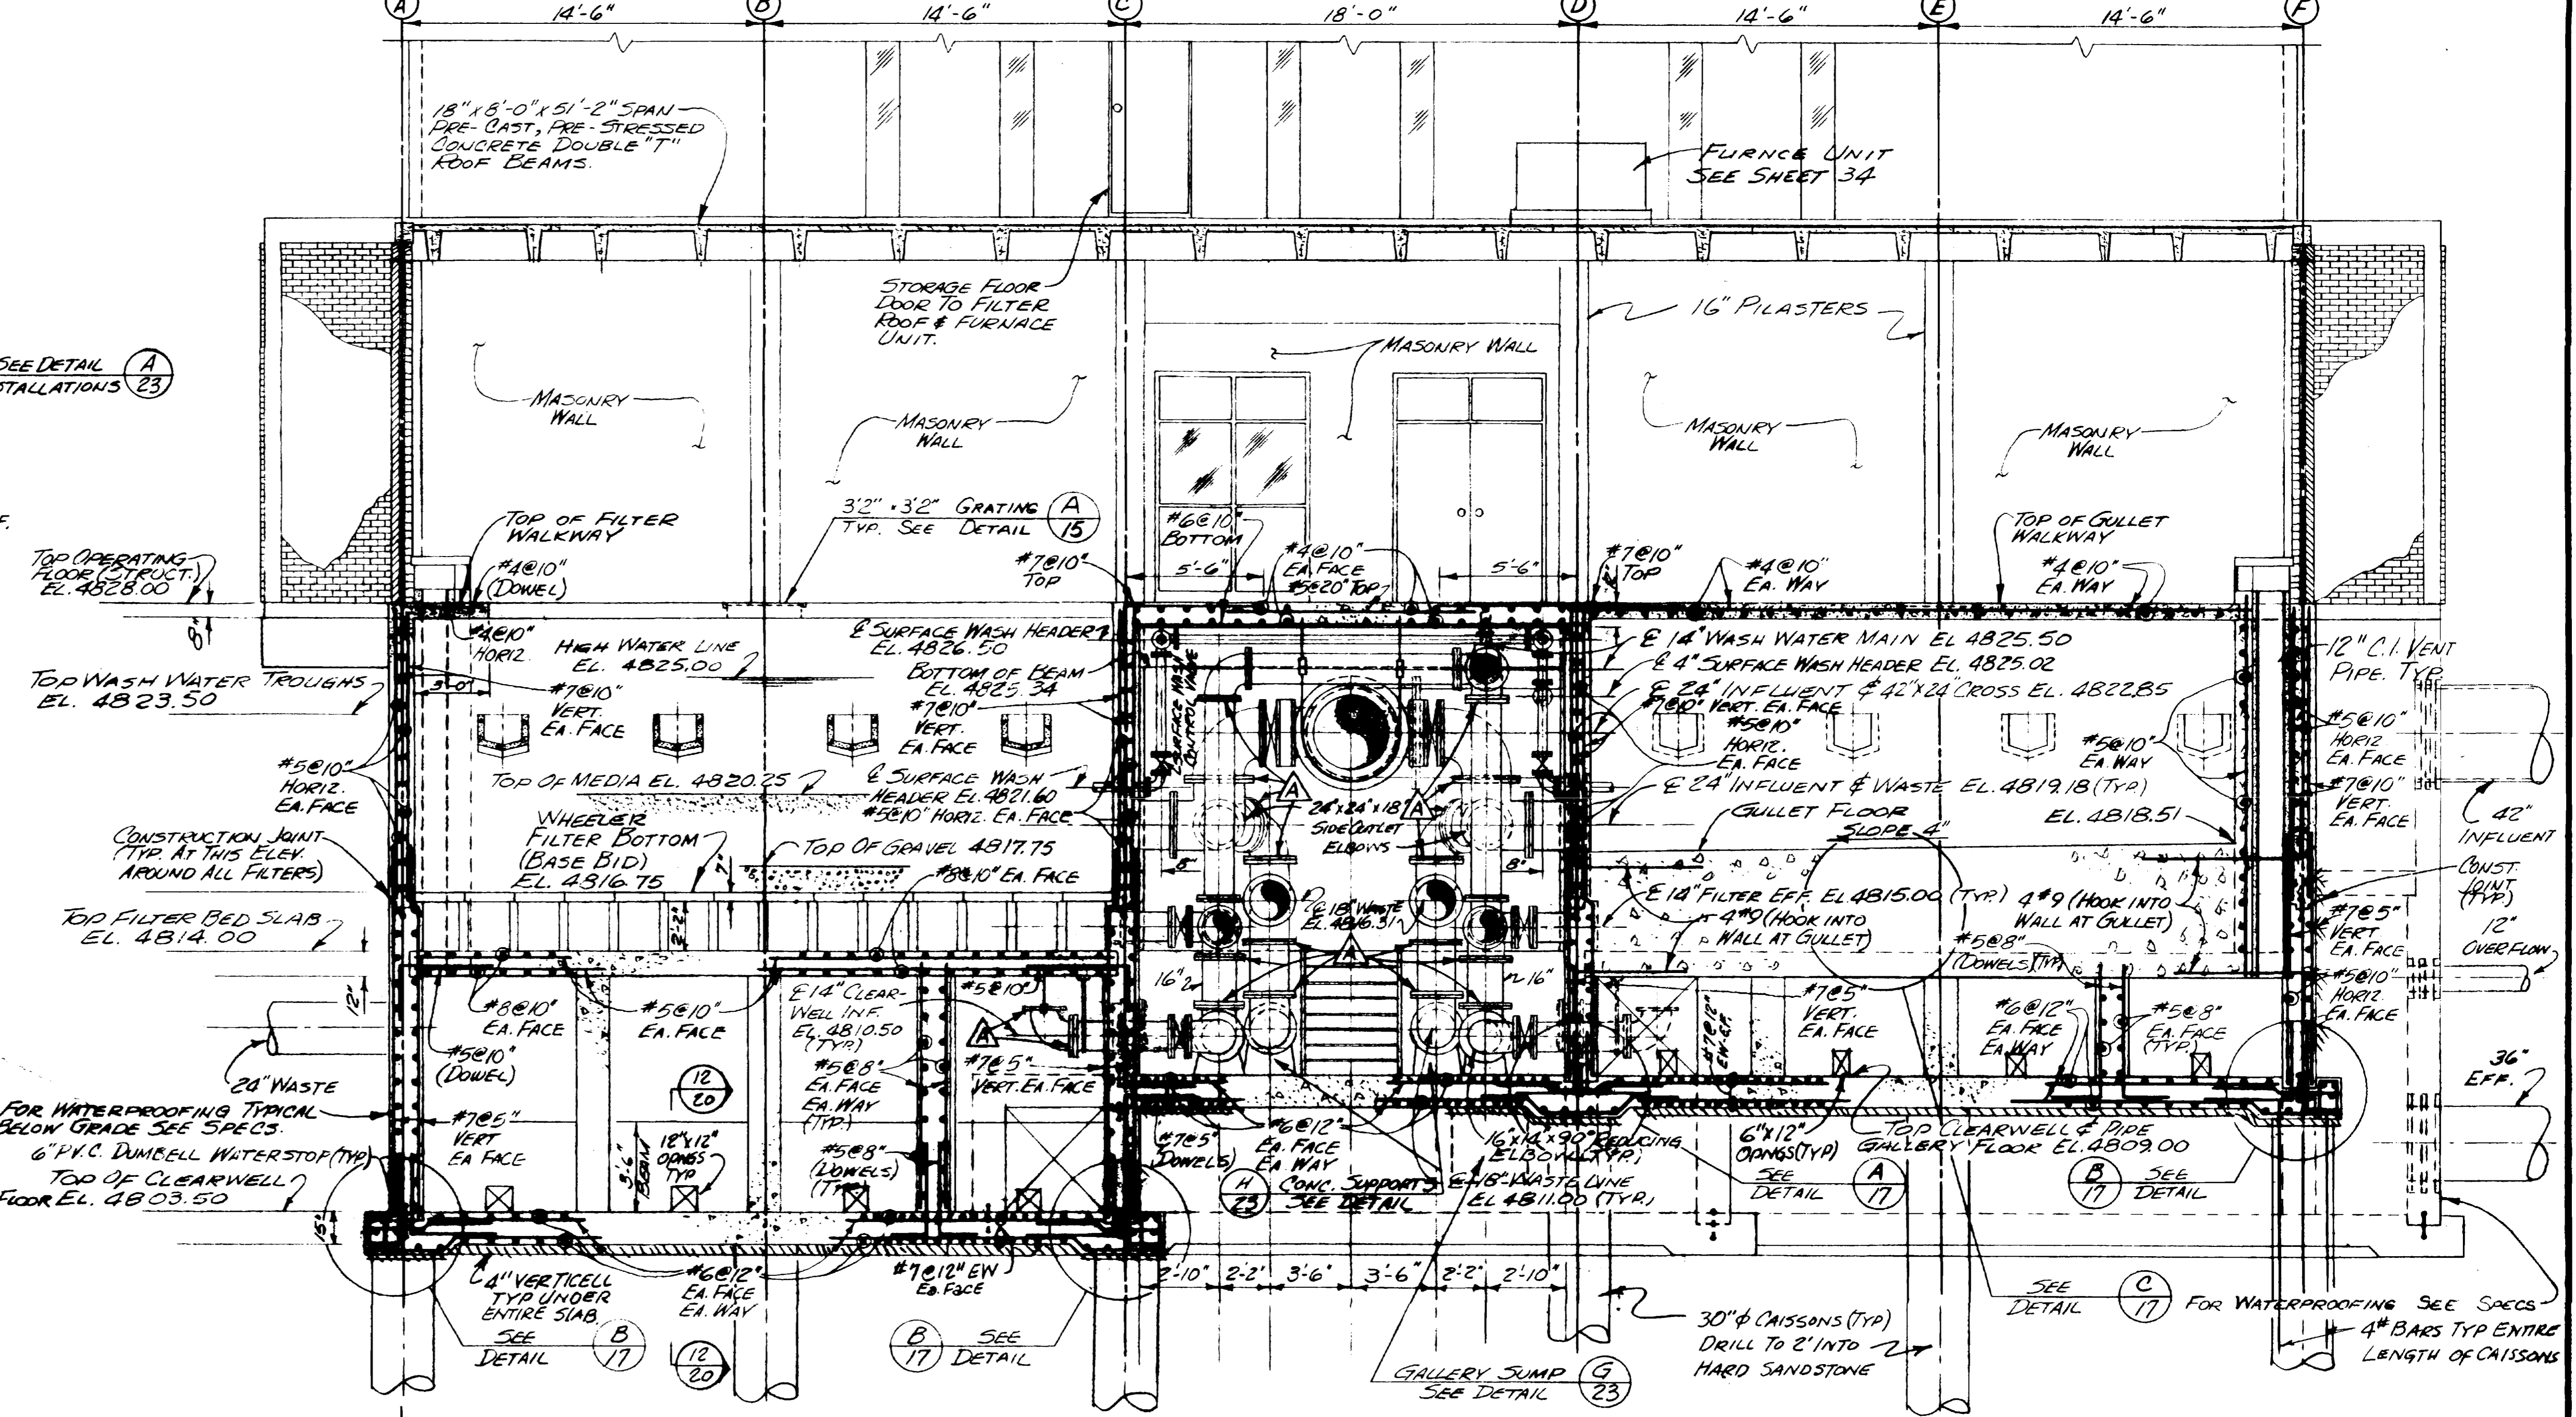 A
14'-6"
B
14'-6"
C
18'-0"
D
14'-6"
E
14'-6"
F
18" x 8'-0" x 51'-2" SPAN
PRE-CAST, PRE-STRESSED
CONCRETE DOUBLE "T"
ROOF BEAMS.
FURNCE UNIT
SEE SHEET 34
STORAGE FLOOR
DOOR TO FILTER
ROOF & FURNACE
UNIT.
16" PILASTERS
MASONRY WALL
SEE DETAIL
A
23
MASONRY
WALL
MASONRY
WALL
MASONRY
WALL
MASONRY
WALL
TOP OF FILTER
WALKWAY
3'2" x 3'2" GRATING
TYP. SEE DETAIL
A
15
#6@10"
BOTTOM
TOP OF GULLET
WALKWAY
TOP OPERATING
FLOOR (STRUCT.)
EL. 4828.00
8"
#4@10"
(DOWEL)
#7@10"
TOP
5'-6"
#4@10"
EA. FACE
#5@20" TOP
5'-6"
#7@10"
TOP
#4@10"
EA. WAY
#4@10"
EA. WAY
#4@10"
HORIZ.
HIGH WATER LINE
EL. 4825.00
℄ SURFACE WASH HEADER
EL. 4826.50
BOTTOM OF BEAM
EL. 4825.34
℄ 14" WASH WATER MAIN EL 4825.50
℄ 4" SURFACE WASH HEADER EL. 4825.02
℄ 24" INFLUENT & 42"X24" CROSS EL. 4822.85
12" C.I. VENT
PIPE. TYP.
TOP WASH WATER TROUGHS
EL. 4823.50
3'-0"
#7@10"
VERT.
EA. FACE
#7@10"
VERT.
EA. FACE
SURFACE WASH
CONTROL VALVE
#7@10" VERT. EA. FACE
#5@10"
HORIZ.
EA. FACE
#5@10"
EA. WAY
#5@10"
HORIZ
EA. FACE
#5@10"
HORIZ.
EA. FACE
TOP OF MEDIA EL. 4820.25
℄ SURFACE WASH
HEADER EL. 4821.60
#5@10" HORIZ. EA. FACE
A
24"x24"x18"
SIDE OUTLET
ELBOWS
A
℄ 24" INFLUENT & WASTE EL. 4819.18 (TYP.)
GULLET FLOOR
SLOPE 4"
EL. 4818.51
#7@10"
VERT.
EA. FACE
42"
INFLUENT
CONSTRUCTION JOINT
(TYP. AT THIS ELEV.
AROUND ALL FILTERS)
WHEELER
FILTER BOTTOM
(BASE BID)
EL. 4816.75
7"
TOP OF GRAVEL 4817.75
#8@10" EA. FACE
8"
8"
CONST.
JOINT
(TYP.)
TOP FILTER BED SLAB
EL. 4814.00
2'-2"
℄ 18" WASTE
EL. 4816.31
℄ 14" FILTER EFF. EL. 4815.00 (TYP.)
4#9 (HOOK INTO
WALL AT GULLET)
4#9 (HOOK INTO
WALL AT GULLET)
#7@5"
VERT
EA. FACE
12"
OVERFLOW
12"
#8@10"
EA. FACE
#5@10"
EA. FACE
℄ 14" CLEAR-
WELL INF.
EL. 4810.50
(TYP.)
#5@10"
16"
A
16"
#5@8"
(DOWELS)(TYP)
#5@10"
HORIZ.
EA. FACE
A
#7@12"
EW-EF.
#7@5"
VERT.
EA. FACE
#6@12"
EA. FACE
EA. WAY
#5@8"
EA. FACE
(TYP.)
24" WASTE
#5@10"
(DOWEL)
12
20
#5@8"
EA. FACE
EA. WAY
(TYP.)
#7@5"
VERT. EA. FACE
36"
EFF.
FOR WATERPROOFING TYPICAL
BELOW GRADE SEE SPECS.
6" P.V.C. DUMBELL WATERSTOP (TYP)
TOP OF CLEARWELL
FLOOR EL. 4803.50
#7@5"
VERT
EA FACE
3'-6"
BEAM
12"x12"
OPNGS
TYP
#5@8"
(DOWELS)
(TYP.)
#7@5"
(DOWELS)
#6@12"
EA. FACE
EA. WAY
16"x14"x90° REDUCING
ELBOW (TYP.)
6"x12"
OPNGS (TYP)
TOP CLEARWELL & PIPE
GALLERY FLOOR EL. 4809.00
H
23
CONC. SUPPORTS
SEE DETAIL
℄ 18" WASTE LINE
EL 4811.00 (TYP.)
SEE
DETAIL
A
17
B
17
SEE
DETAIL
15"
4" VERTICELL
TYP UNDER
ENTIRE SLAB.
#6@12"
EA. FACE
EA. WAY
#7@12" EW
Ea. Face
2'-10"
2'-2"
3'-6"
3'-6"
2'-2"
2'-10"
SEE
DETAIL
B
17
12
20
B
17
SEE
DETAIL
30"⌀ CAISSONS (TYP)
DRILL TO 2' INTO
HARD SANDSTONE
SEE
DETAIL
C
17
FOR WATERPROOFING SEE SPECS
4# BARS TYP ENTIRE
LENGTH OF CAISSONS
GALLERY SUMP
SEE DETAIL
G
23